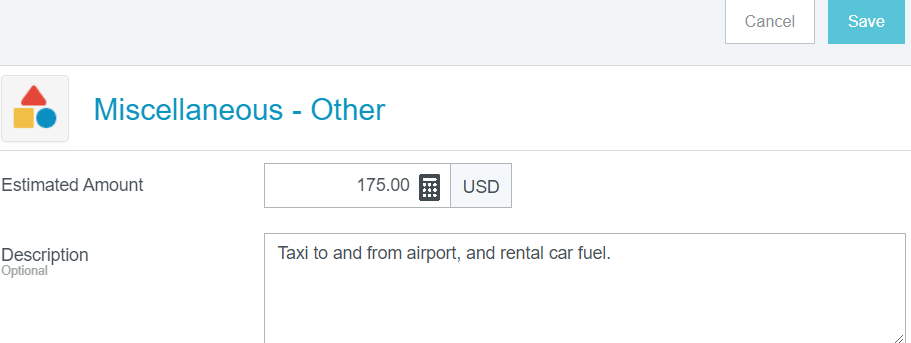 Cancel Save
Miscellaneous - Other
Estimated Amount 175.00 USD
Description Taxi to and from airport, and rental car fuel.
Optional